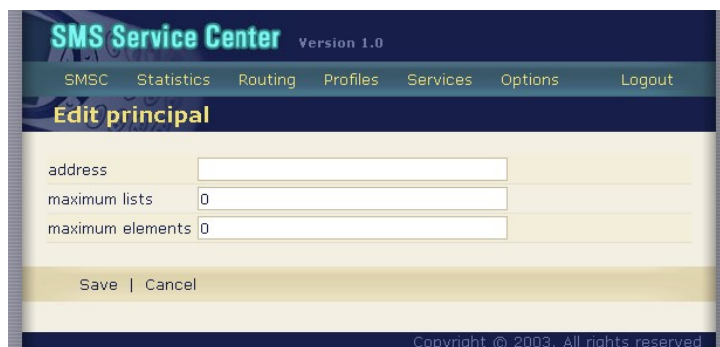 SMS Service Center Version 1.0
SMSC Statistics Routing Profiles Services Options Logout
Edit principal
address
maximum lists 0
maximum elements 0
Save | Cancel
Copyright © 2003. All rights reserved